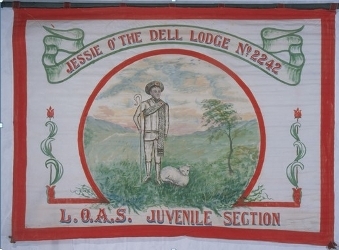 JESSIE O' THE DELL LODGE No. 2242
L.O.A.S. JUVENILE SECTION